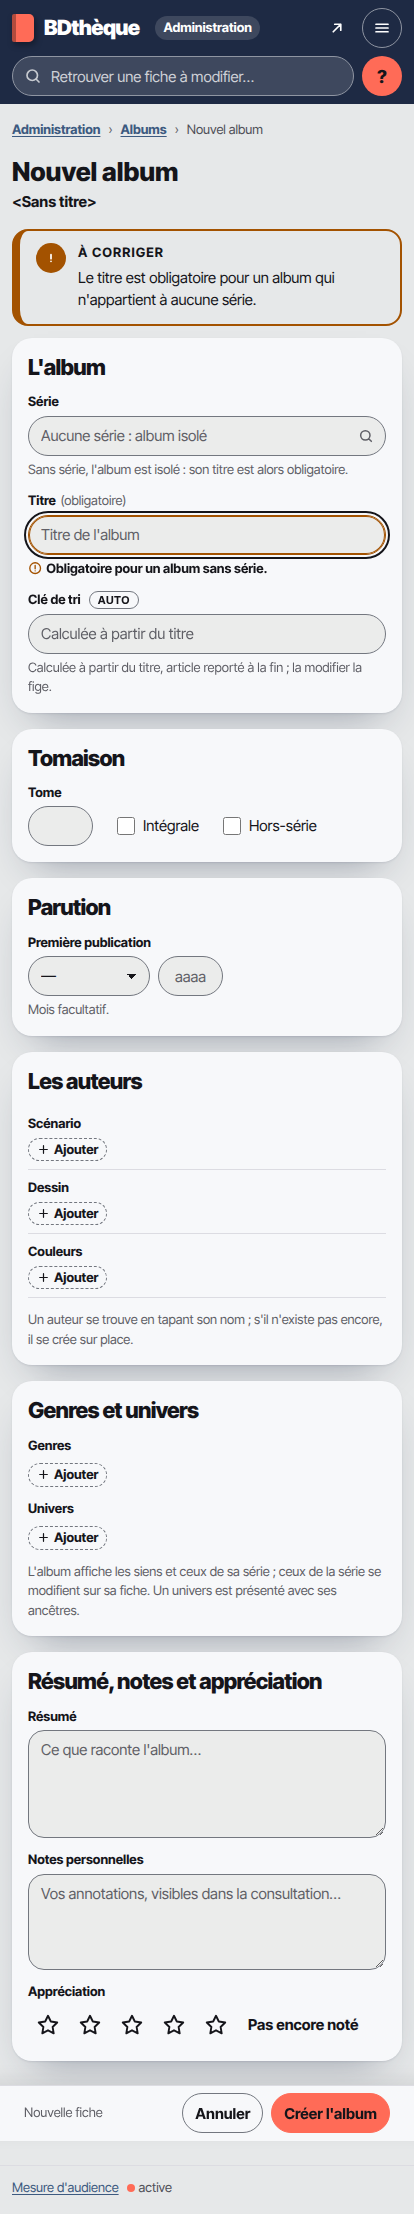 BDthèque Administration
Retrouver une fiche à modifier… ?
Administration › Albums › Nouvel album
Nouvel album
<Sans titre>
! À CORRIGER
Le titre est obligatoire pour un album qui
n'appartient à aucune série.
L'album
Série
Aucune série : album isolé
Sans série, l'album est isolé : son titre est alors obligatoire.
Titre (obligatoire)
Titre de l'album
Obligatoire pour un album sans série.
Clé de tri AUTO
Calculée à partir du titre
Calculée à partir du titre, article reporté à la fin ; la modifier la
fige.
Tomaison
Tome
Intégrale Hors-série
Parution
Première publication
— aaaa
Mois facultatif.
Les auteurs
Scénario
+ Ajouter
Dessin
+ Ajouter
Couleurs
+ Ajouter
Un auteur se trouve en tapant son nom ; s'il n'existe pas encore,
il se crée sur place.
Genres et univers
Genres
+ Ajouter
Univers
+ Ajouter
L'album affiche les siens et ceux de sa série ; ceux de la série se
modifient sur sa fiche. Un univers est présenté avec ses
ancêtres.
Résumé, notes et appréciation
Résumé
Ce que raconte l'album…
Notes personnelles
Vos annotations, visibles dans la consultation…
Appréciation
Pas encore noté
Nouvelle fiche Annuler Créer l'album
Mesure d'audience active